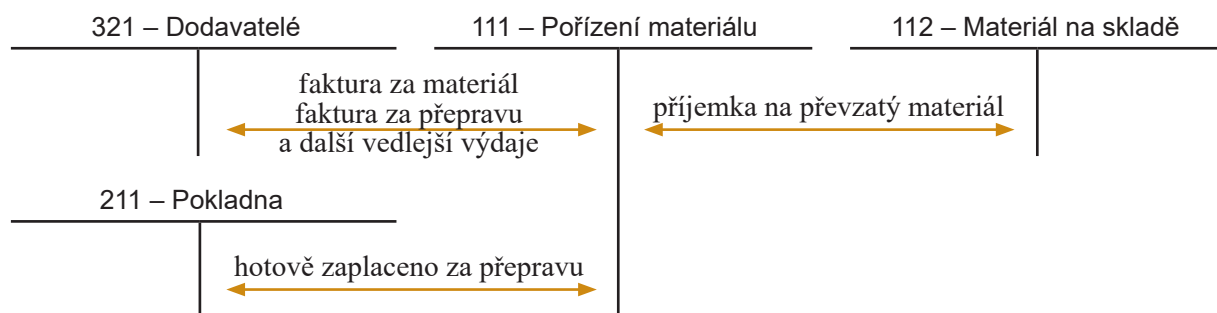 321 – Dodavatelé
111 – Pořízení materiálu
112 – Materiál na skladě
faktura za materiál
faktura za přepravu
a další vedlejší výdaje
příjemka na převzatý materiál
211 – Pokladna
hotově zaplaceno za přepravu